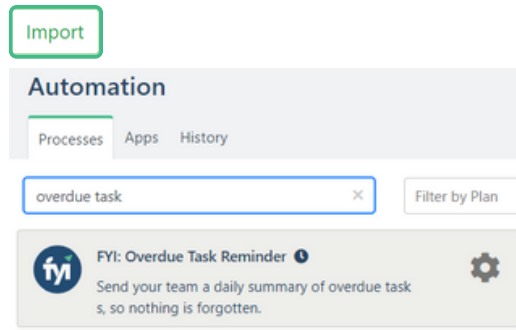 Import
Automation
Processes Apps History
overdue task × Filter by Plan
fyi FYI: Overdue Task Reminder
Send your team a daily summary of overdue task
s, so nothing is forgotten.